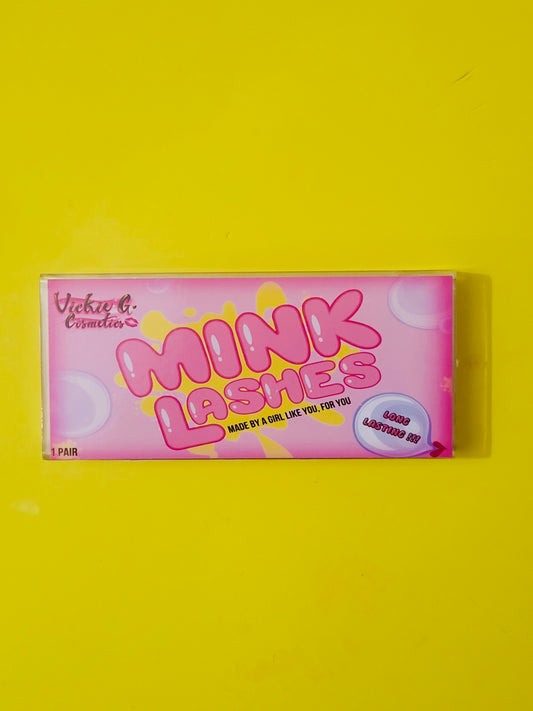 Vickie G.
Cosmetics
MINK
LASHES
MADE BY A GIRL LIKE YOU, FOR YOU
LONG
LASTING !!!
1 PAIR